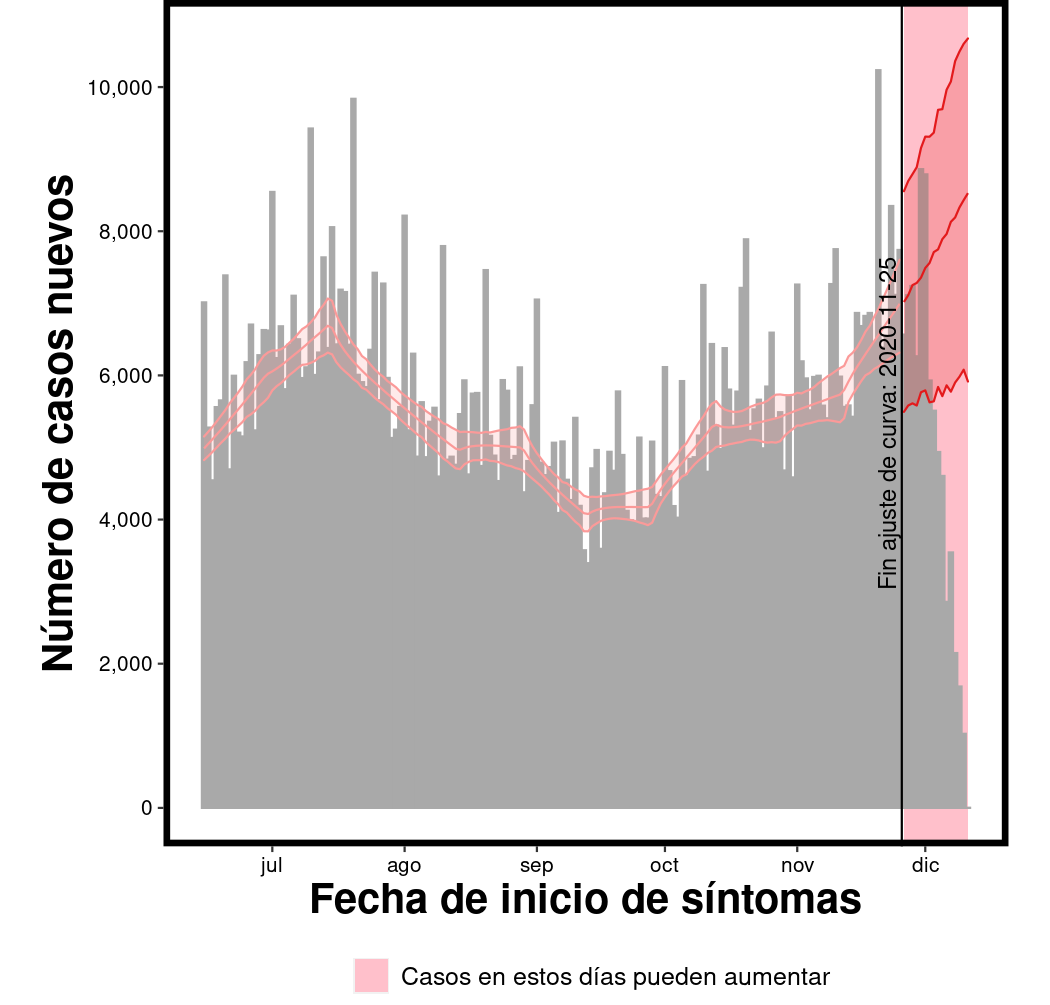 Número de casos nuevos
10,000
8,000
6,000
4,000
2,000
0
Fin ajuste de curva: 2020-11-25
jul ago sep oct nov dic
Fecha de inicio de síntomas
Casos en estos días pueden aumentar